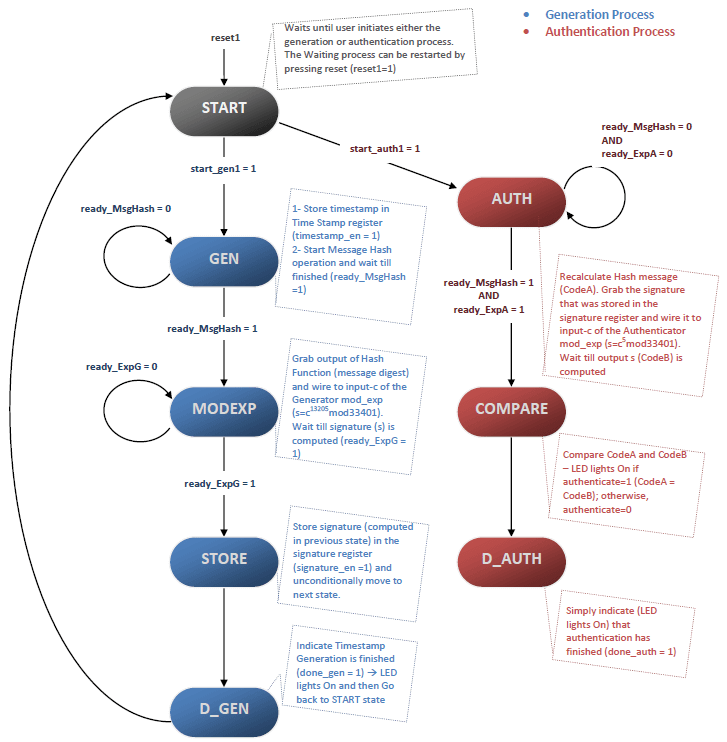 • Generation Process
• Authentication Process
reset1
Waits until user initiates either the
generation or authentication process.
The Waiting process can be restarted by
pressing reset (reset1=1)
START
start_gen1 = 1
start_auth1 = 1
ready_MsgHash = 0
AND
ready_ExpA = 0
AUTH
ready_MsgHash = 0
GEN
1- Store timestamp in
Time Stamp register
(timestamp_en = 1)
2- Start Message Hash
operation and wait till
finished (ready_MsgHash
=1)
ready_MsgHash = 1
AND
ready_ExpA = 1
Recalculate Hash message
(CodeA). Grab the signature
that was stored in the
signature register and wire it to
input-c of the Authenticator
mod_exp (s=c⁵mod33401).
Wait till output s (CodeB) is
computed
ready_MsgHash = 1
ready_ExpG = 0
MODEXP
Grab output of Hash
Function (message digest)
and wire to input-c of the
Generator mod_exp
(s=c¹³²⁰⁵mod33401).
Wait till signature (s) is
computed (ready_ExpG =
1)
COMPARE
Compare CodeA and CodeB
– LED lights On if
authenticate=1 (CodeA =
CodeB); otherwise,
authenticate=0
ready_ExpG = 1
STORE
Store signature (computed
in previous state) in the
signature register
(signature_en =1) and
unconditionally move to
next state.
D_AUTH
Simply indicate (LED
lights On) that
authentication has
finished (done_auth = 1)
Indicate Timestamp
Generation is finished
(done_gen = 1) → LED
lights On and then Go
back to START state
D_GEN